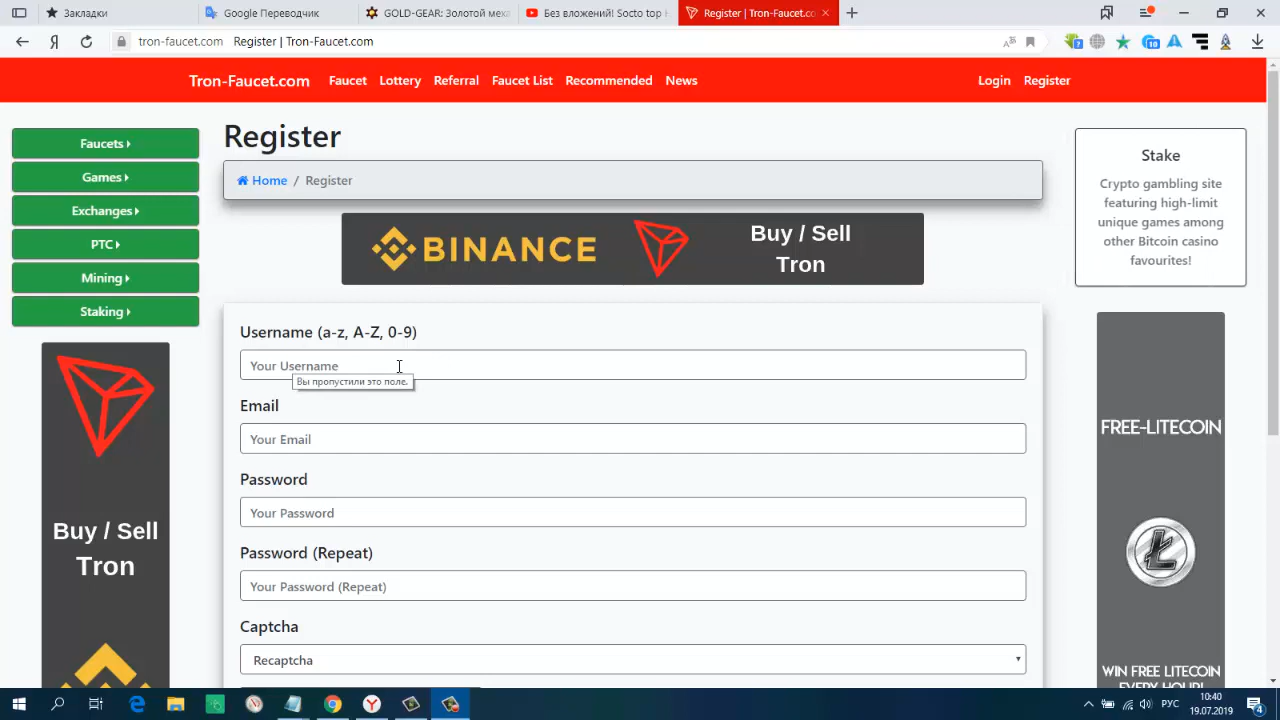 Закладки
Google Переводчик
GOLD-GEAR: Золотой меха
Без вложений! Socto top
Register | Tron-Faucet.co
Я
tron-faucet.com Register | Tron-Faucet.com
Tron-Faucet.com
Faucet
Lottery
Referral
Faucet List
Recommended
News
Login
Register
Faucets
Games
Exchanges
PTC
Mining
Staking
Buy / Sell
Tron
Register
Home / Register
BINANCE
Buy / Sell
Tron
Username (a-z, A-Z, 0-9)
Your Username
Вы пропустили это поле.
Email
Your Email
Password
Your Password
Password (Repeat)
Your Password (Repeat)
Captcha
Recaptcha
Stake
Crypto gambling site
featuring high-limit
unique games among
other Bitcoin casino
favourites!
FREE-LITECOIN
WIN FREE LITECOIN
EVERY HOUR!
РУС
10:40
19.07.2019